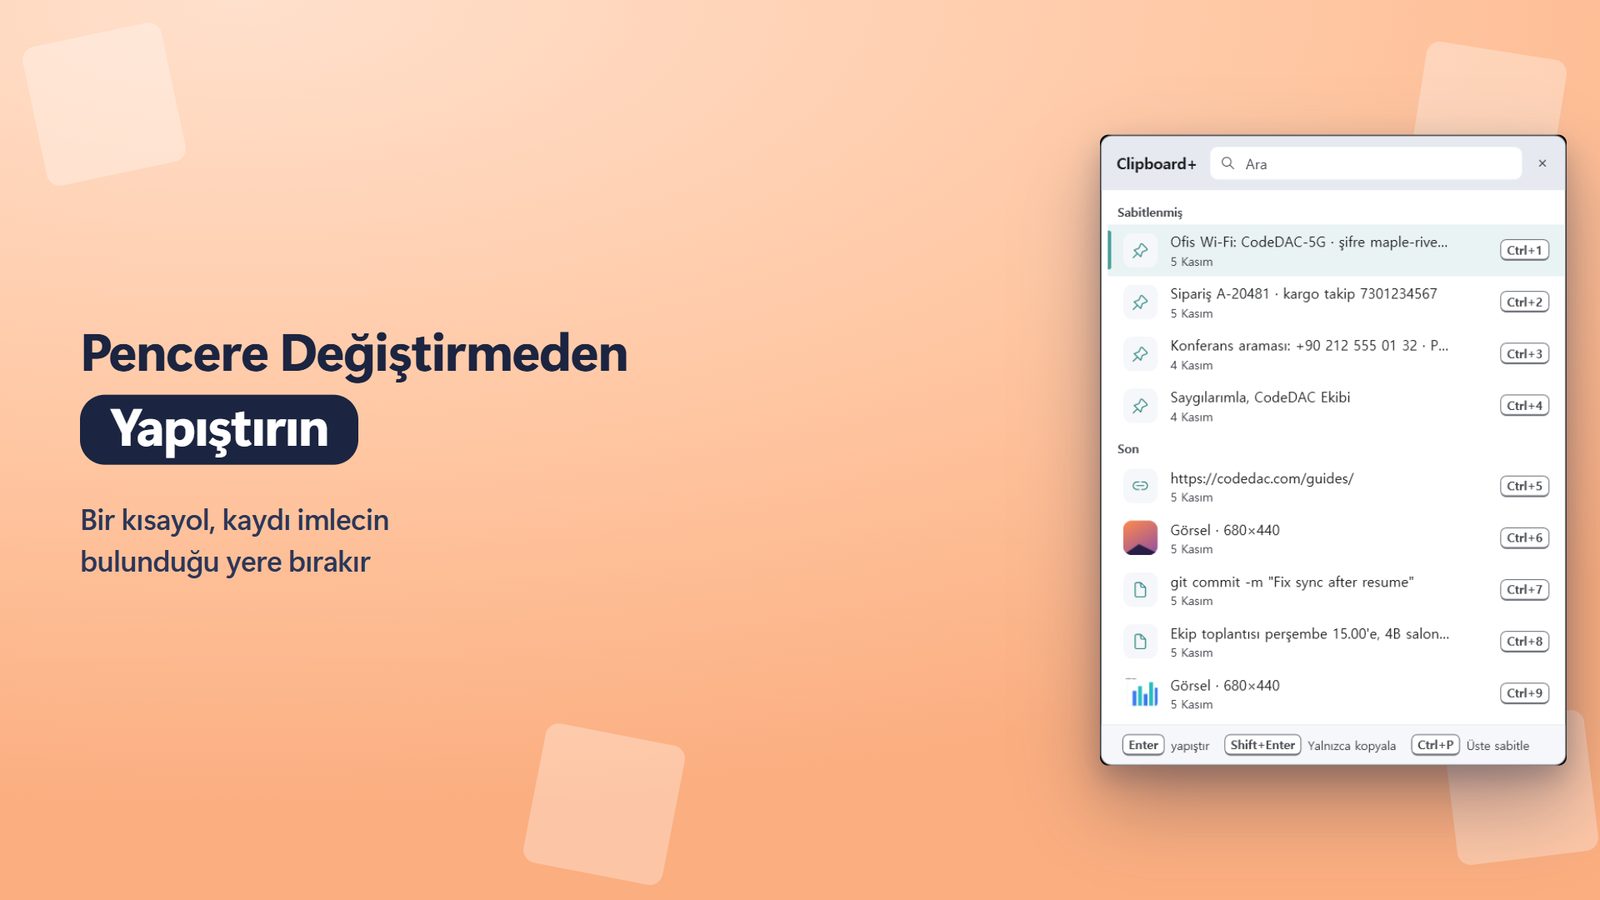 Pencere Değiştirmeden
Yapıştırın
Bir kısayol, kaydı imlecin
bulunduğu yere bırakır
Clipboard+
Ara
×
Sabitlenmiş
Ofis Wi-Fi: CodeDAC-5G · şifre maple-rive...
5 Kasım
Ctrl+1
Sipariş A-20481 · kargo takip 7301234567
5 Kasım
Ctrl+2
Konferans araması: +90 212 555 01 32 · P...
4 Kasım
Ctrl+3
Saygılarımla, CodeDAC Ekibi
4 Kasım
Ctrl+4
Son
https://codedac.com/guides/
5 Kasım
Ctrl+5
Görsel · 680×440
5 Kasım
Ctrl+6
git commit -m "Fix sync after resume"
5 Kasım
Ctrl+7
Ekip toplantısı perşembe 15.00'e, 4B salon...
5 Kasım
Ctrl+8
Görsel · 680×440
5 Kasım
Ctrl+9
Enter yapıştır Shift+Enter Yalnızca kopyala Ctrl+P Üste sabitle